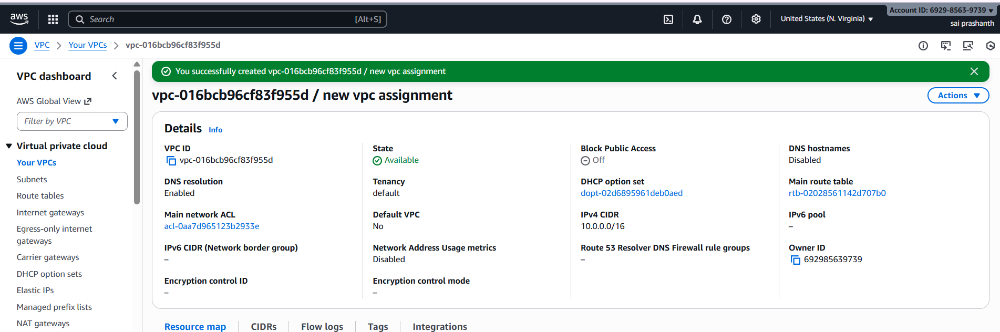 aws
Search [Alt+S]
United States (N. Virginia)
Account ID: 6929-8563-9739
sai prashanth
VPC
Your VPCs
vpc-016bcb96cf83f955d
VPC dashboard
AWS Global View
Filter by VPC
Virtual private cloud
Your VPCs
Subnets
Route tables
Internet gateways
Egress-only internet
gateways
Carrier gateways
DHCP option sets
Elastic IPs
Managed prefix lists
NAT gateways
You successfully created vpc-016bcb96cf83f955d / new vpc assignment
vpc-016bcb96cf83f955d / new vpc assignment
Actions
Details Info
VPC ID
vpc-016bcb96cf83f955d
State
Available
Block Public Access
Off
DNS hostnames
Disabled
DNS resolution
Enabled
Tenancy
default
DHCP option set
dopt-02d6895961deb0aed
Main route table
rtb-02028561142d707b0
Main network ACL
acl-0aa7d965123b2933e
Default VPC
No
IPv4 CIDR
10.0.0.0/16
IPv6 pool
–
IPv6 CIDR (Network border group)
–
Network Address Usage metrics
Disabled
Route 53 Resolver DNS Firewall rule groups
–
Owner ID
692985639739
Encryption control ID
–
Encryption control mode
–
Resource map
CIDRs
Flow logs
Tags
Integrations